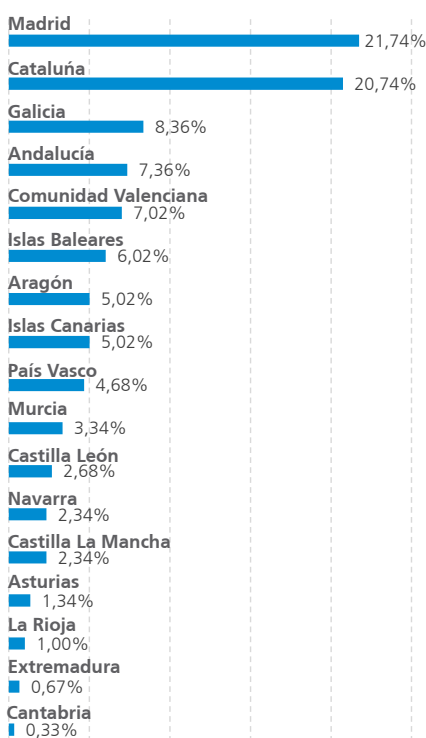 Madrid
21,74%
Cataluńa
20,74%
Galicia
8,36%
Andalucía
7,36%
Comunidad Valenciana
7,02%
Islas Baleares
6,02%
Aragón
5,02%
Islas Canarias
5,02%
País Vasco
4,68%
Murcia
3,34%
Castilla León
2,68%
Navarra
2,34%
Castilla La Mancha
2,34%
Asturias
1,34%
La Rioja
1,00%
Extremadura
0,67%
Cantabria
0,33%